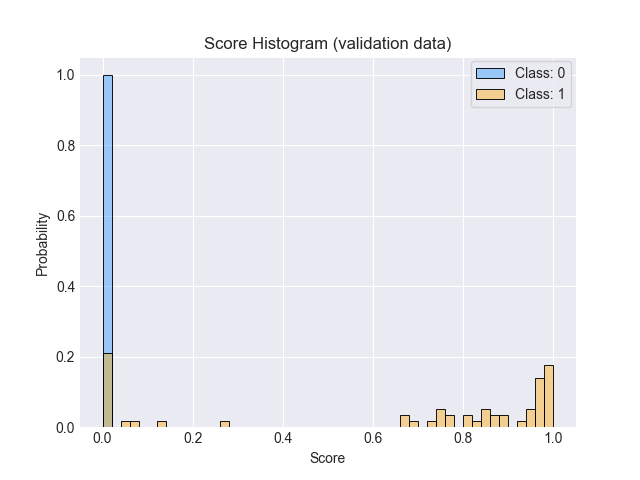 Score Histogram (validation data)
Class: 0
Class: 1
1.0
0.8
0.6
0.4
0.2
0.0
Probability
0.0 0.2 0.4 0.6 0.8 1.0
Score